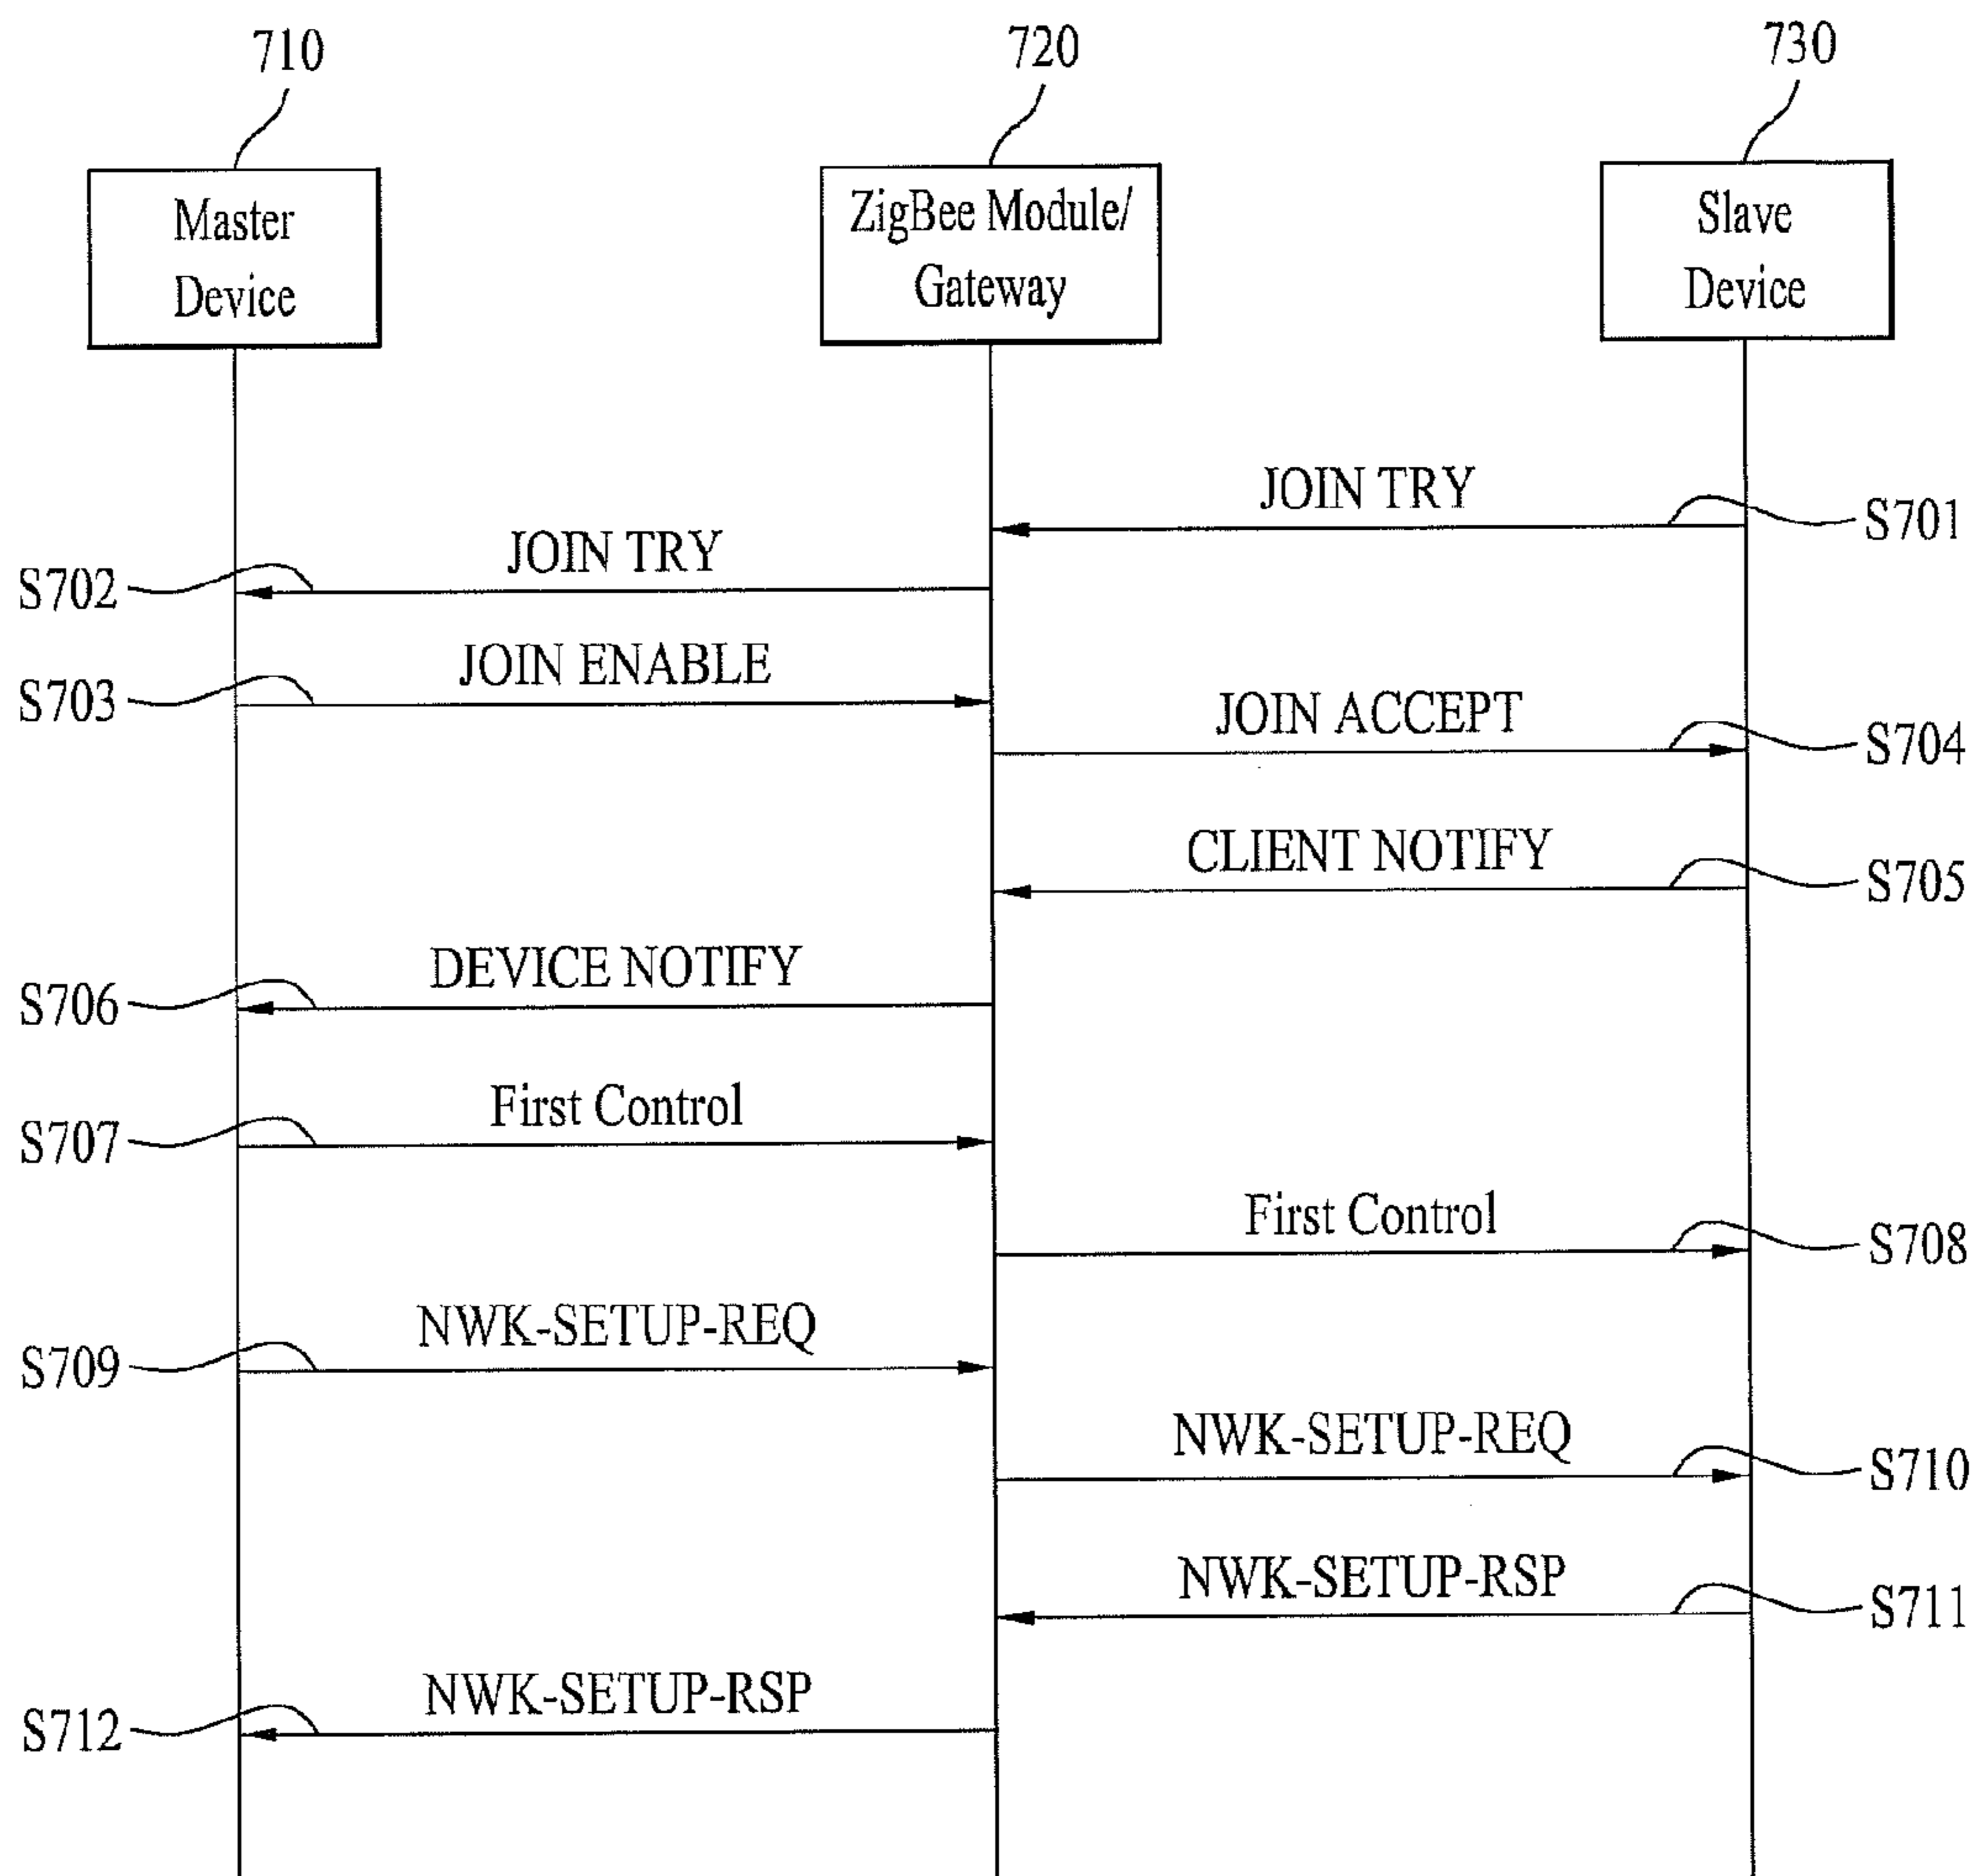 710
720
730
Master
Device
ZigBee Module/
Gateway
Slave
Device
JOIN TRY
S701
JOIN TRY
S702
JOIN ENABLE
S703
JOIN ACCEPT
S704
CLIENT NOTIFY
S705
DEVICE NOTIFY
S706
First Control
S707
First Control
S708
NWK-SETUP-REQ
S709
NWK-SETUP-REQ
S710
NWK-SETUP-RSP
S711
NWK-SETUP-RSP
S712